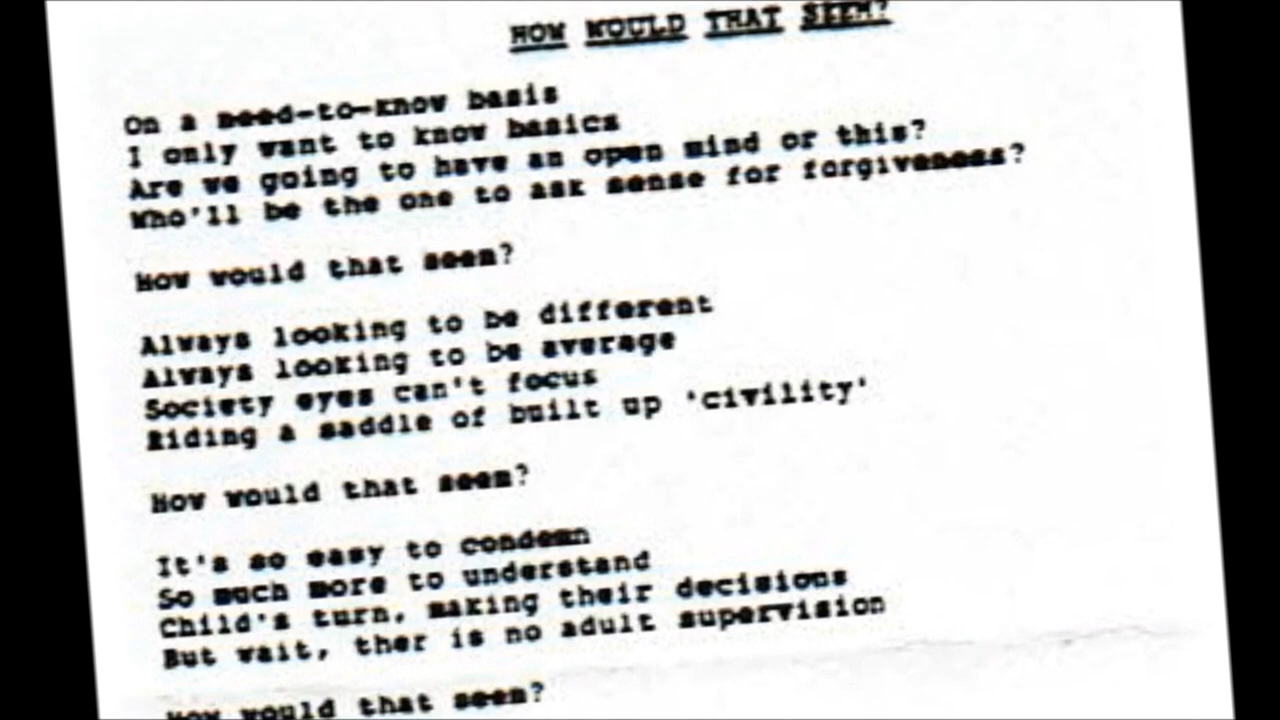 HOW WOULD THAT SEEM?
On a need-to-know basis
I only want to know basics
Are we going to have an open mind or this?
Who'll be the one to ask sense for forgiveness?
How would that seem?
Always looking to be different
Always looking to be average
Society eyes can't focus
Riding a saddle of built up 'civility'
How would that seem?
It's so easy to condemn
So much more to understand
Child's turn, making their decisions
But wait, ther is no adult supervision
How would that seem?